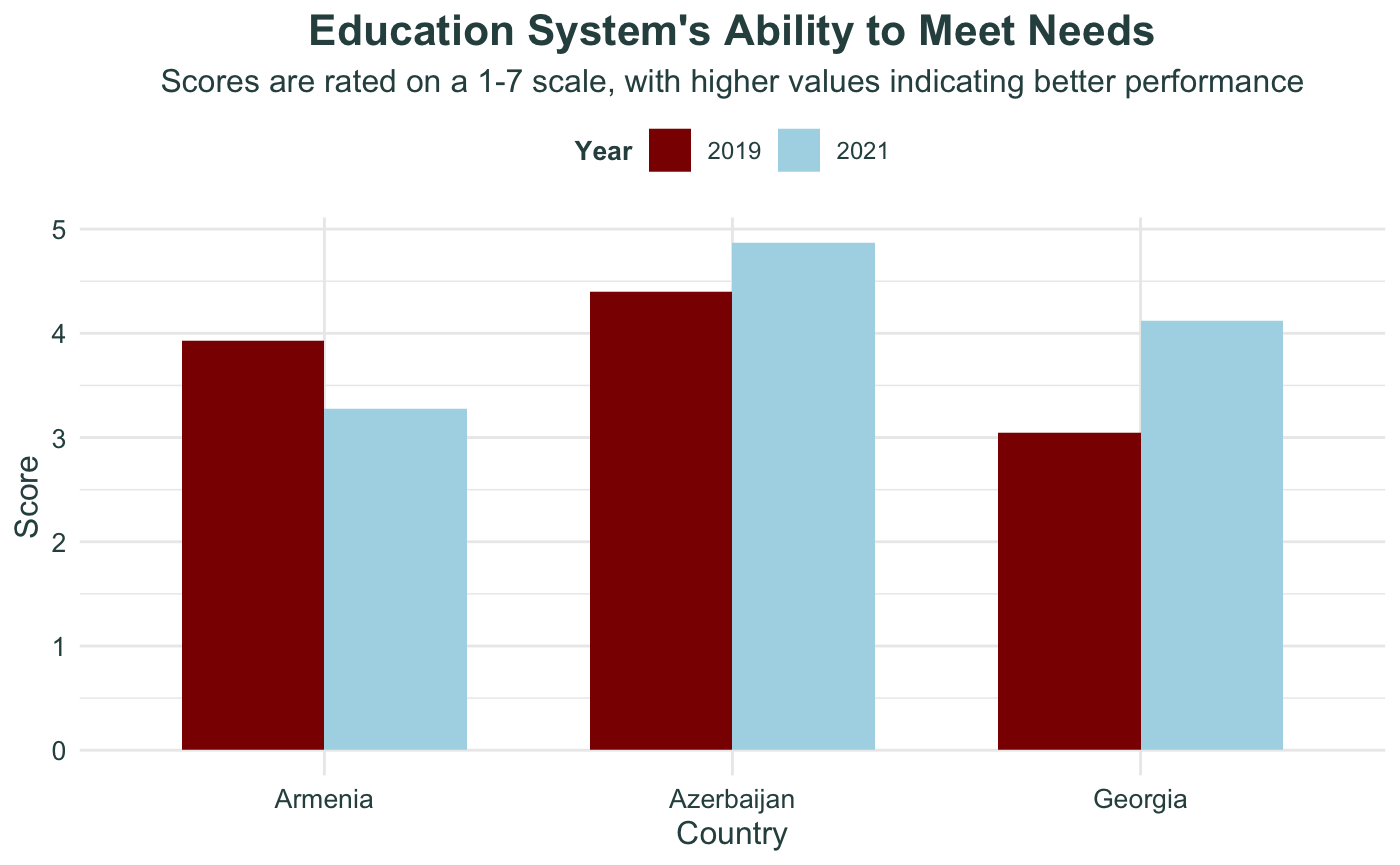 Education System's Ability to Meet Needs
Scores are rated on a 1-7 scale, with higher values indicating better performance
Year 2019 2021
5
4
3
2
1
0
Score
Armenia Azerbaijan Georgia
Country